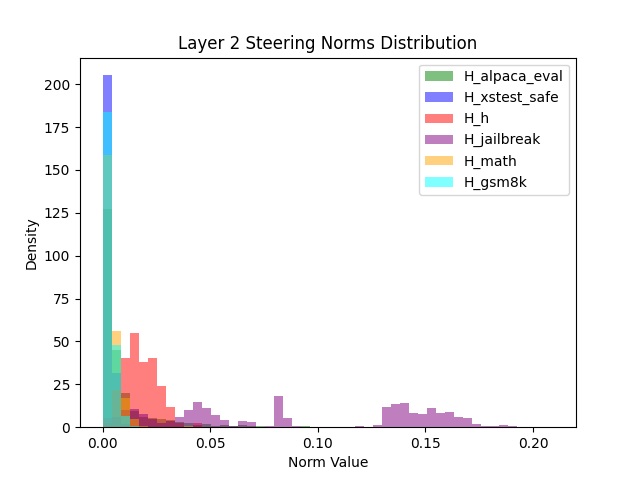 Layer 2 Steering Norms Distribution
H_alpaca_eval
H_xstest_safe
H_h
H_jailbreak
H_math
H_gsm8k
Density
200
175
150
125
100
75
50
25
0
0.00 0.05 0.10 0.15 0.20
Norm Value